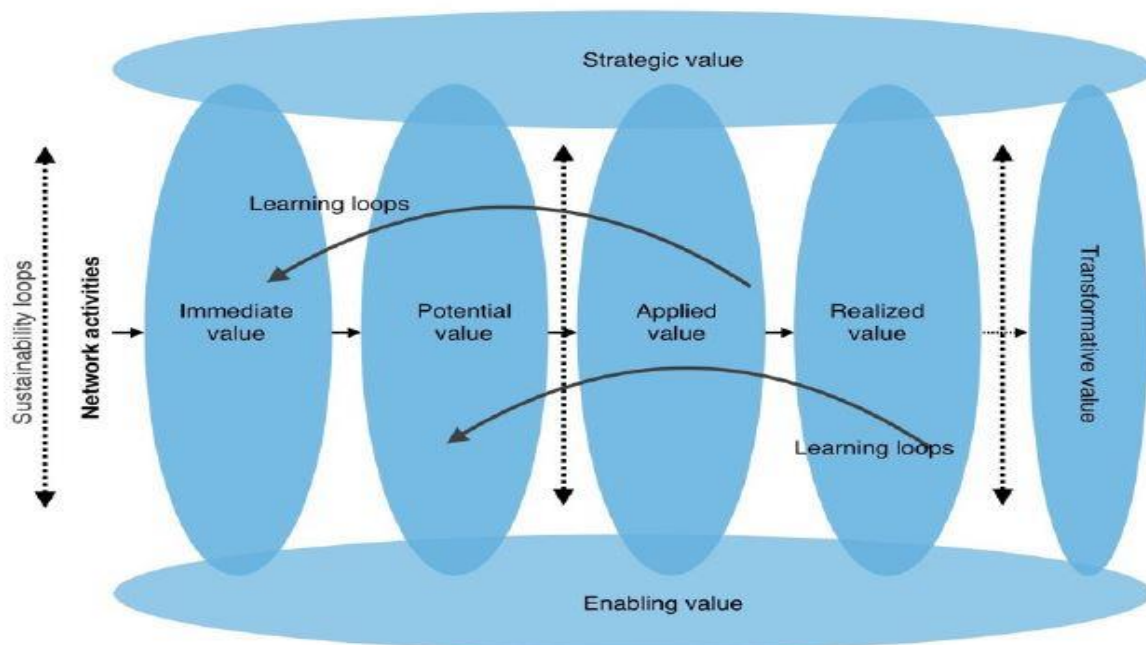 Strategic value
Sustainability loops
Network activities
Learning loops
Immediate
value
Potential
value
Applied
value
Realized
value
Transformative value
Learning loops
Enabling value